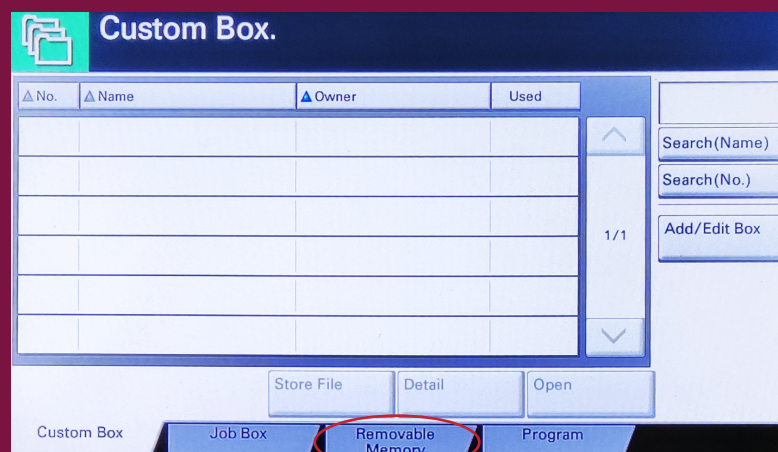 Custom Box.
No. Name Owner Used
Search(Name)
Search(No.)
1/1
Add/Edit Box
Store File Detail Open
Custom Box Job Box Removable Memory Program